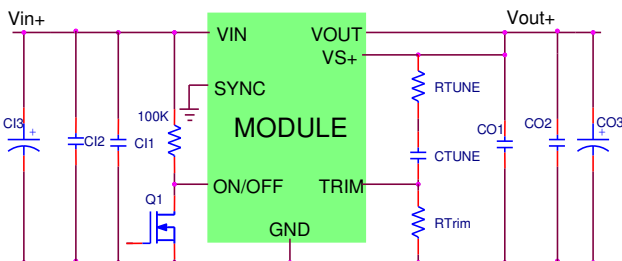 Vin+
Vout+
VIN
VOUT
VS+
SYNC
RTUNE
CI3
+
CI2
CI1
100K
MODULE
CTUNE
CO1
CO2
CO3
+
ON/OFF
TRIM
Q1
RTrim
GND